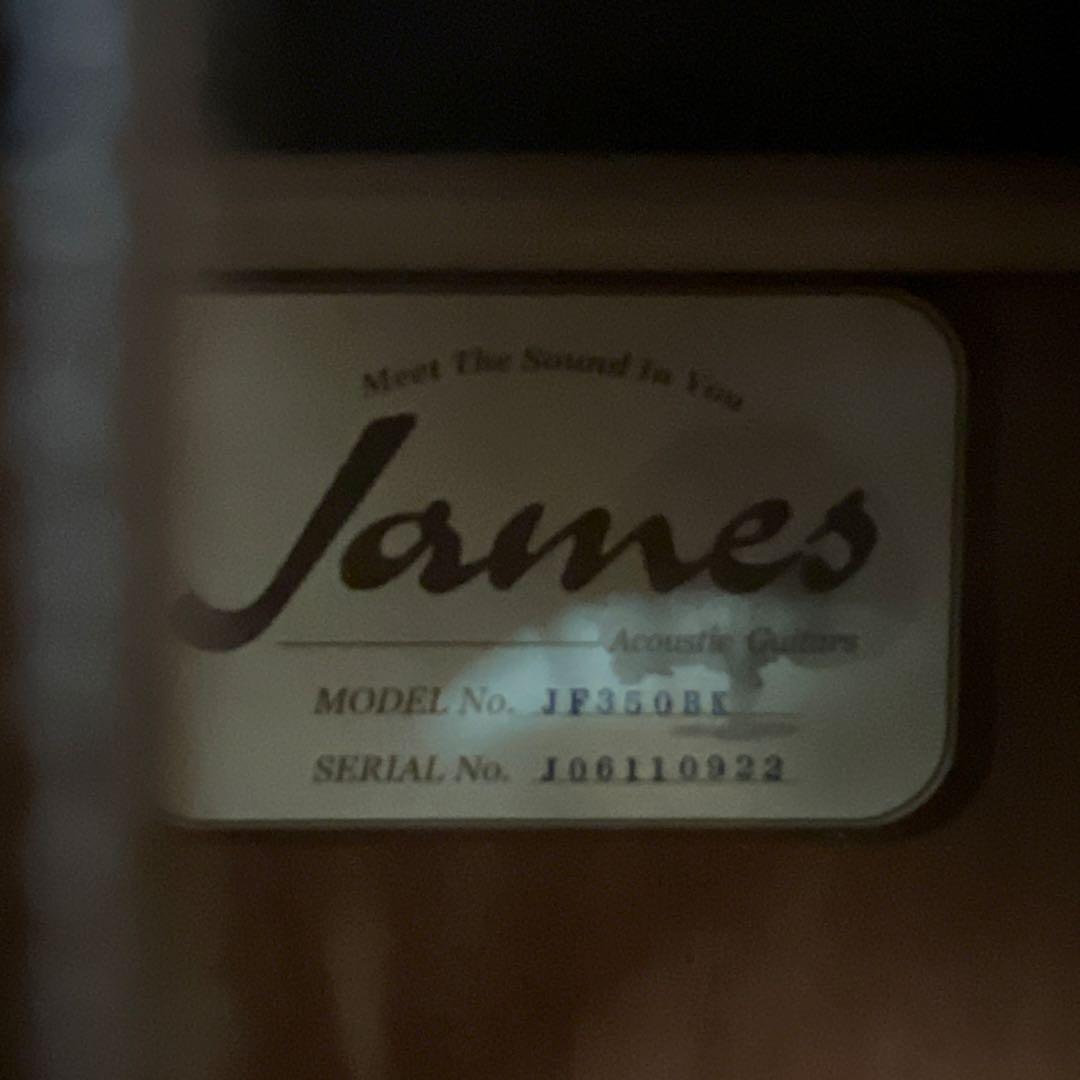 Meet The Sound In You
James
Acoustic Guitars
MODEL No. JF350BK
SERIAL No. J06110922